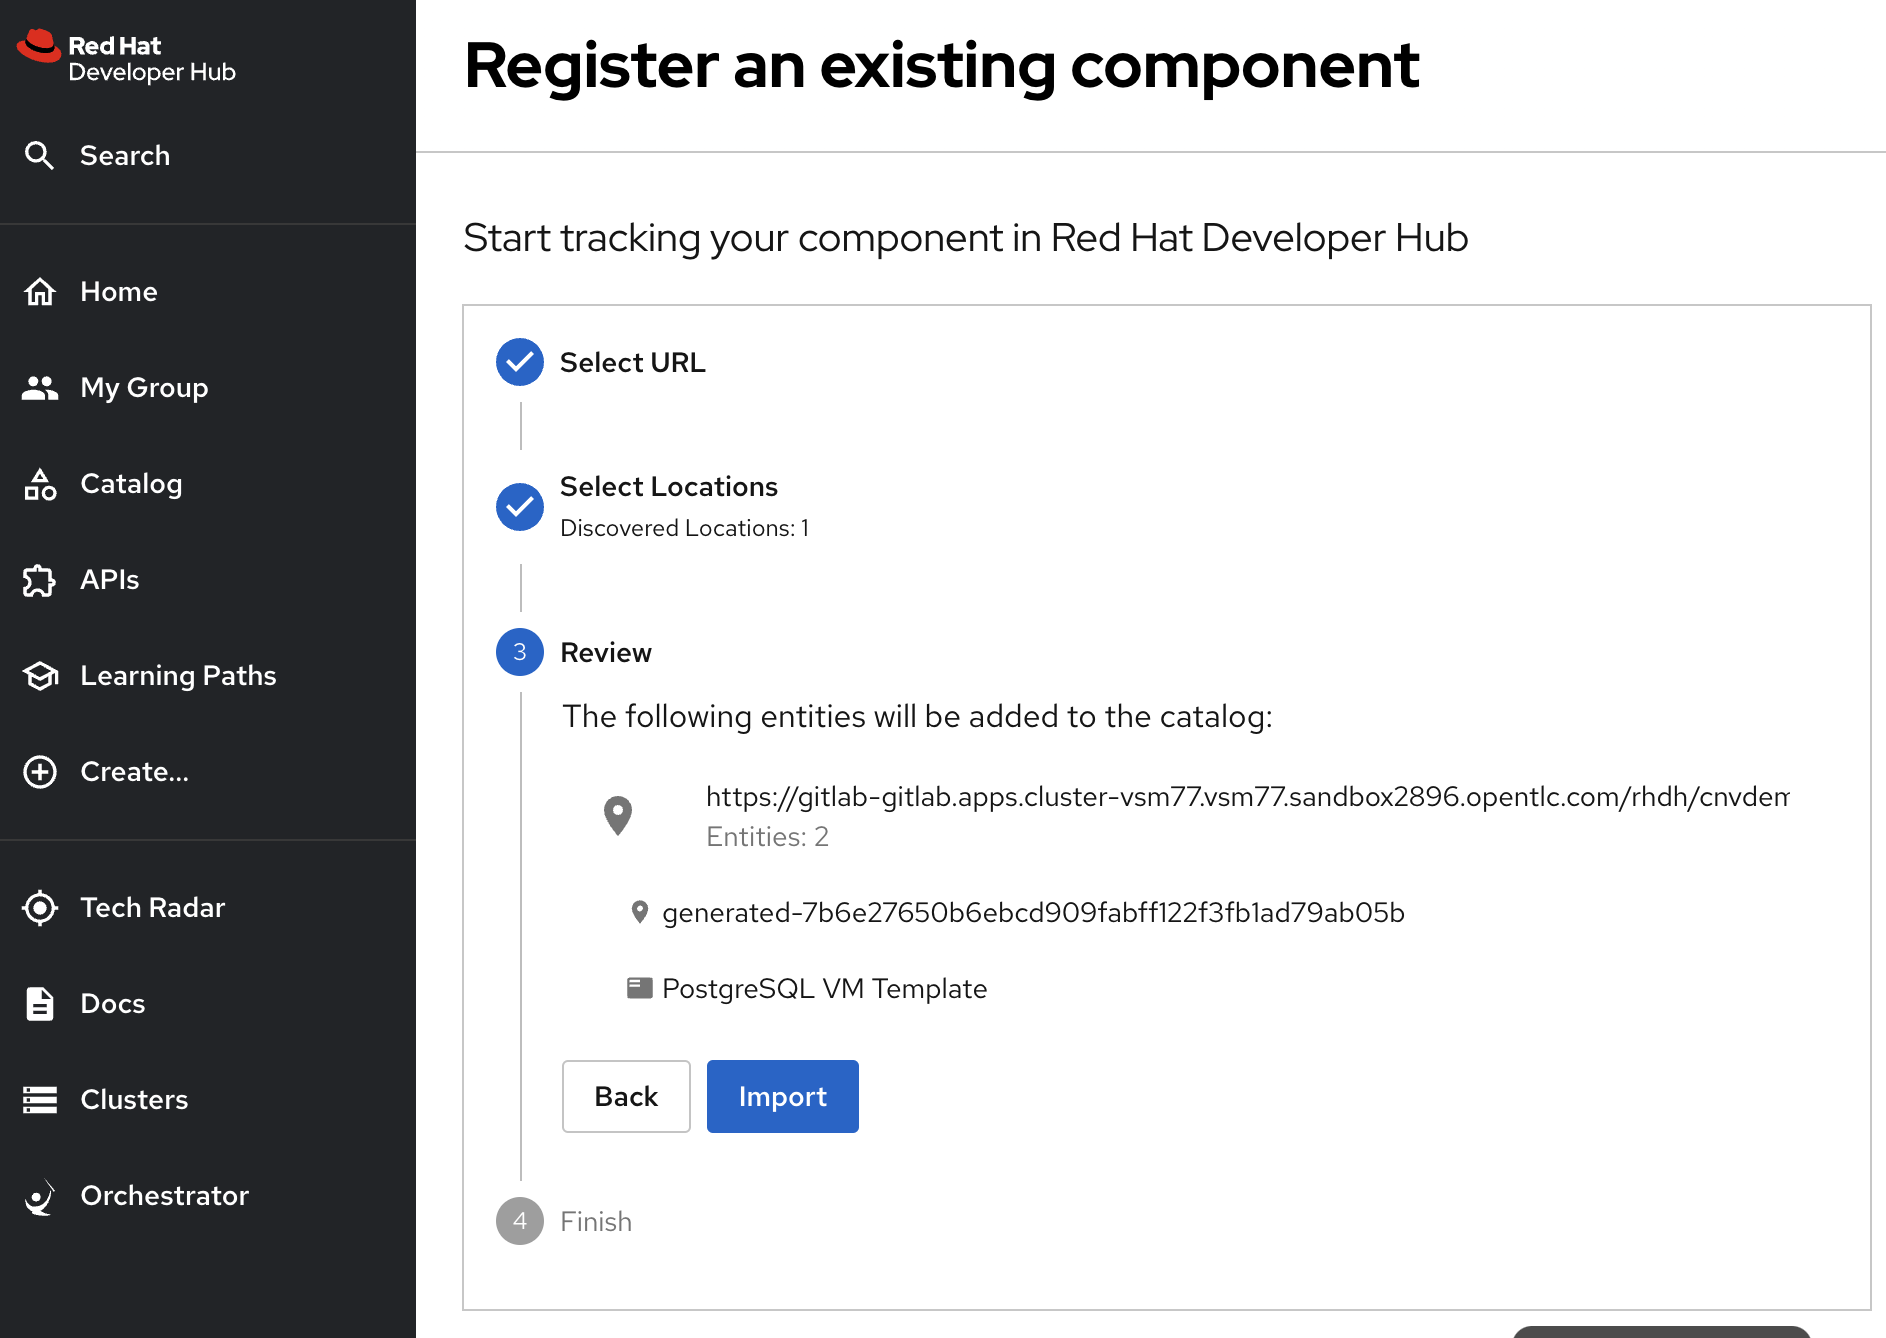 Red Hat
Developer Hub
Search
Home
My Group
Catalog
APIs
Learning Paths
Create...
Tech Radar
Docs
Clusters
Orchestrator
Register an existing component
Start tracking your component in Red Hat Developer Hub
Select URL
Select Locations
Discovered Locations: 1
3 Review
The following entities will be added to the catalog:
https://gitlab-gitlab.apps.cluster-vsm77.vsm77.sandbox2896.opentlc.com/rhdh/cnvdem
Entities: 2
generated-7b6e27650b6ebcd909fabff122f3fb1ad79ab05b
PostgreSQL VM Template
Back Import
4 Finish